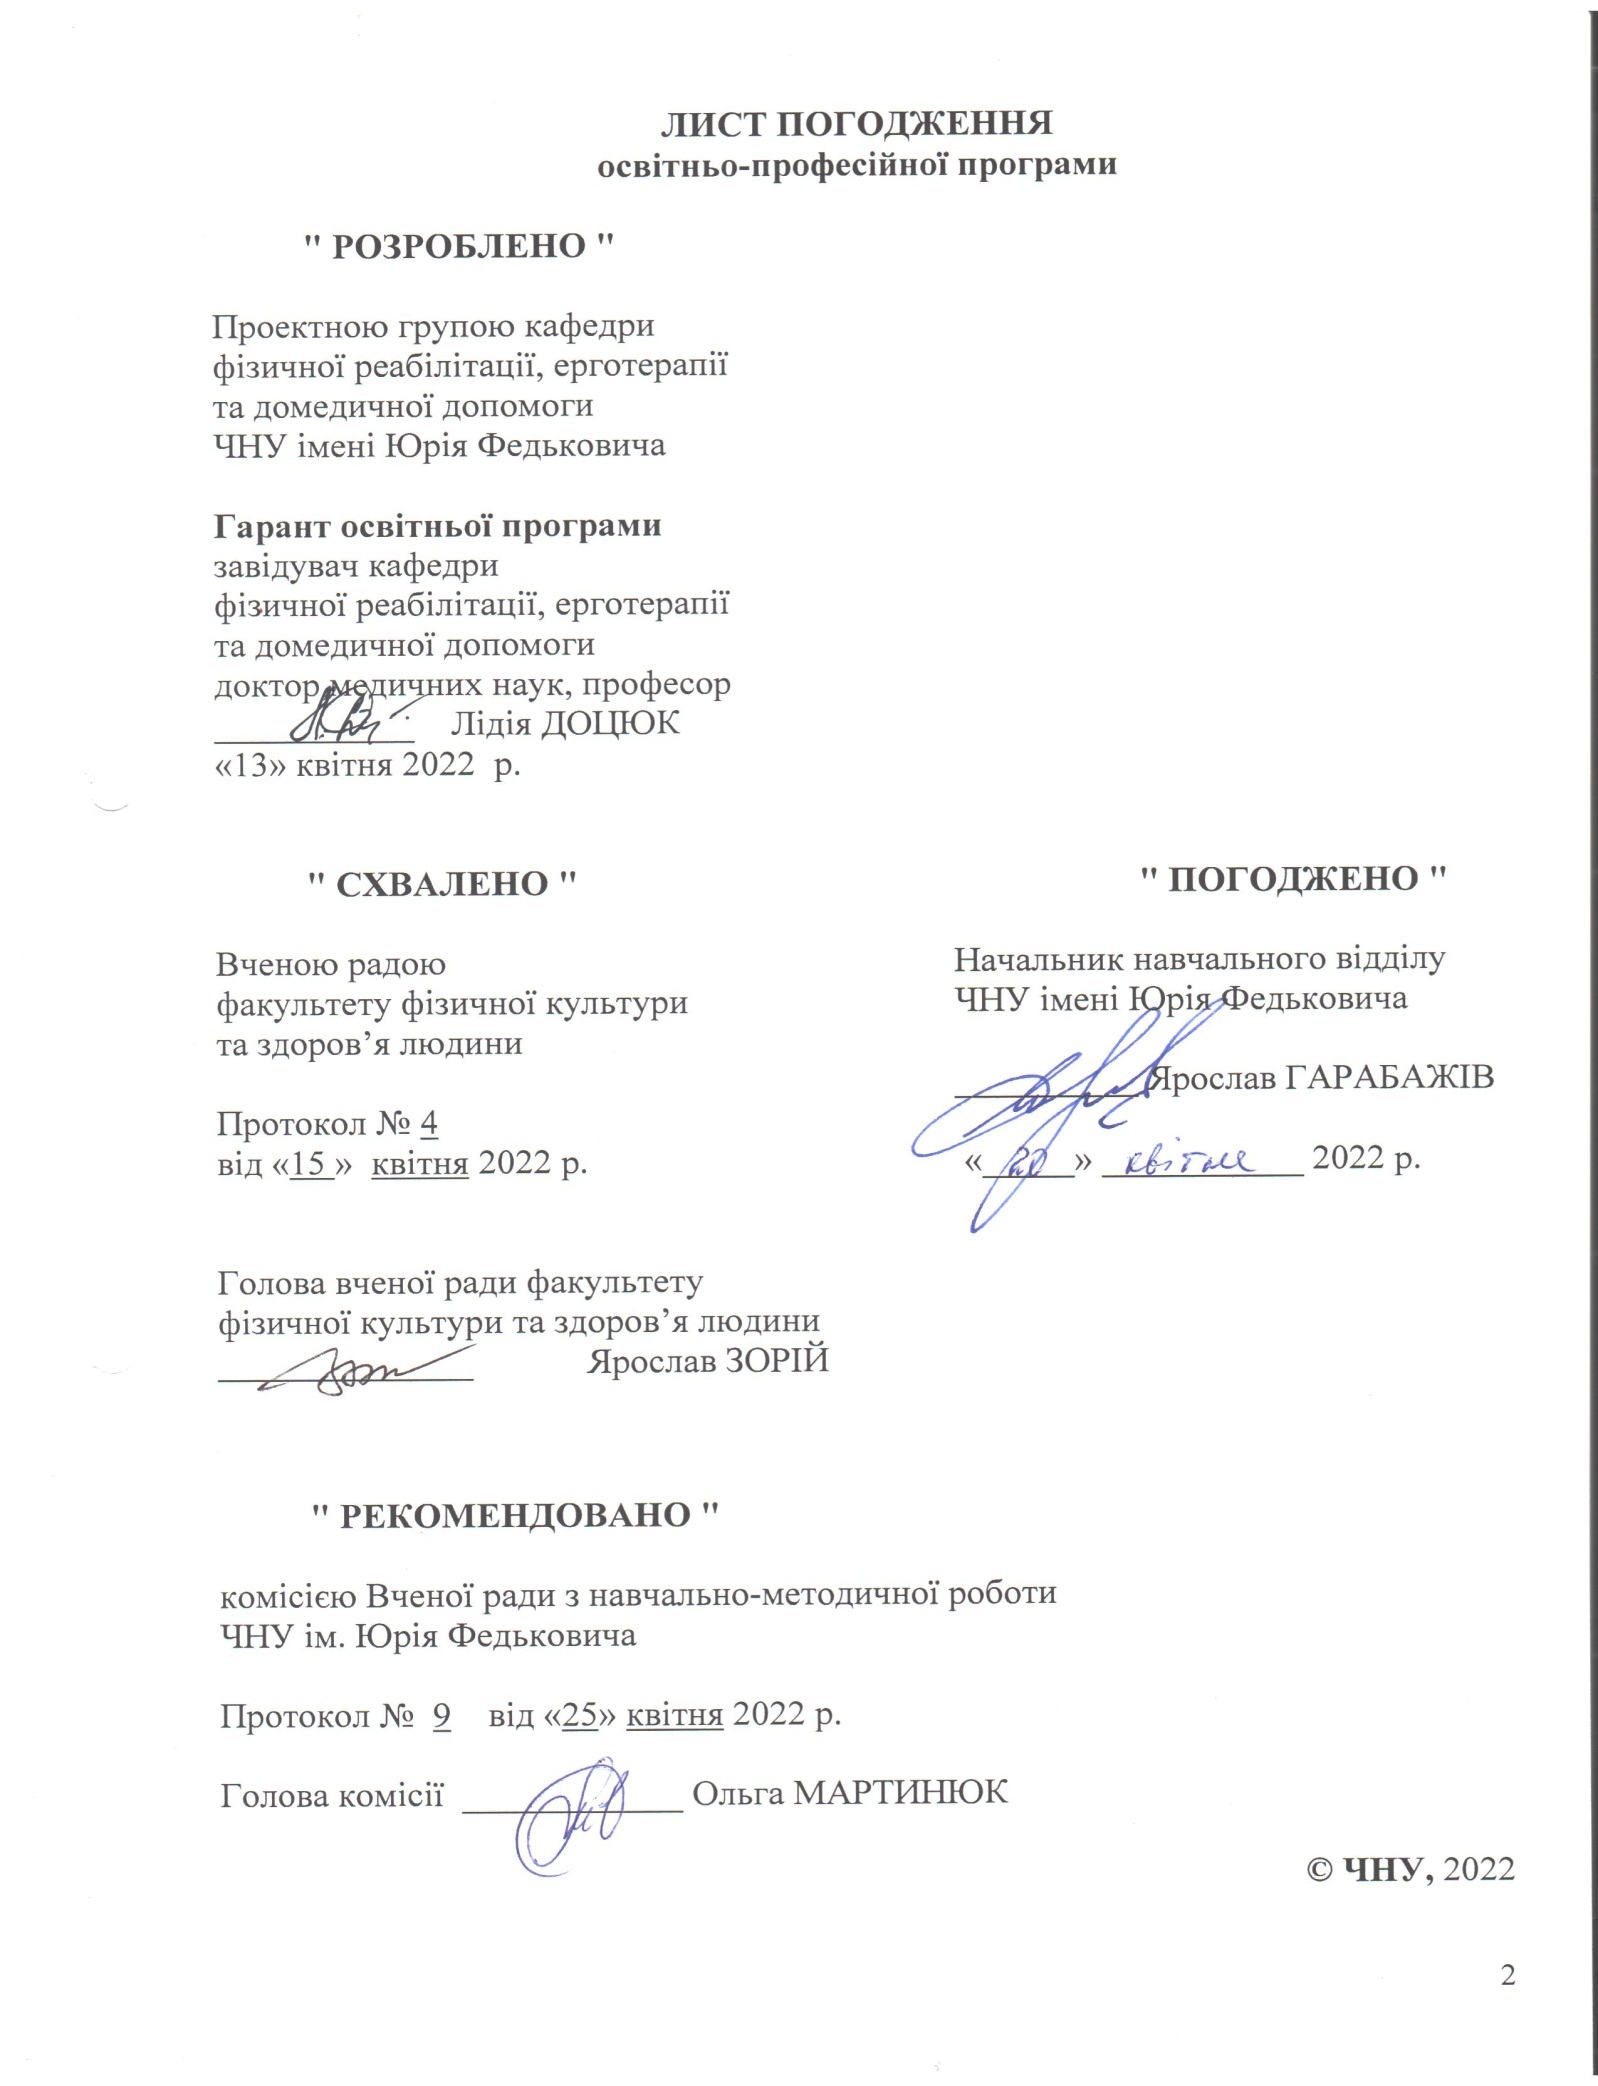 ЛИСТ ПОГОДЖЕННЯ
освітньо-професійної програми
" РОЗРОБЛЕНО "
Проектною групою кафедри
фізичної реабілітації, ерготерапії
та домедичної допомоги
ЧНУ імені Юрія Федьковича
Гарант освітньої програми
завідувач кафедри
фізичної реабілітації, ерготерапії
та домедичної допомоги
доктор медичних наук, професор
Лідія ДОЦЮК
«13» квітня 2022 р.
" СХВАЛЕНО "
Вченою радою
факультету фізичної культури
та здоров’я людини
Протокол № 4
від «15 » квітня 2022 р.
Голова вченої ради факультету
фізичної культури та здоров’я людини
Ярослав ЗОРІЙ
" ПОГОДЖЕНО "
Начальник навчального відділу
ЧНУ імені Юрія Федьковича
Ярослав ГАРАБАЖІВ
«20» квітня 2022 р.
" РЕКОМЕНДОВАНО "
комісією Вченої ради з навчально-методичної роботи
ЧНУ ім. Юрія Федьковича
Протокол № 9 від «25» квітня 2022 р.
Голова комісії Ольга МАРТИНЮК
© ЧНУ, 2022
2